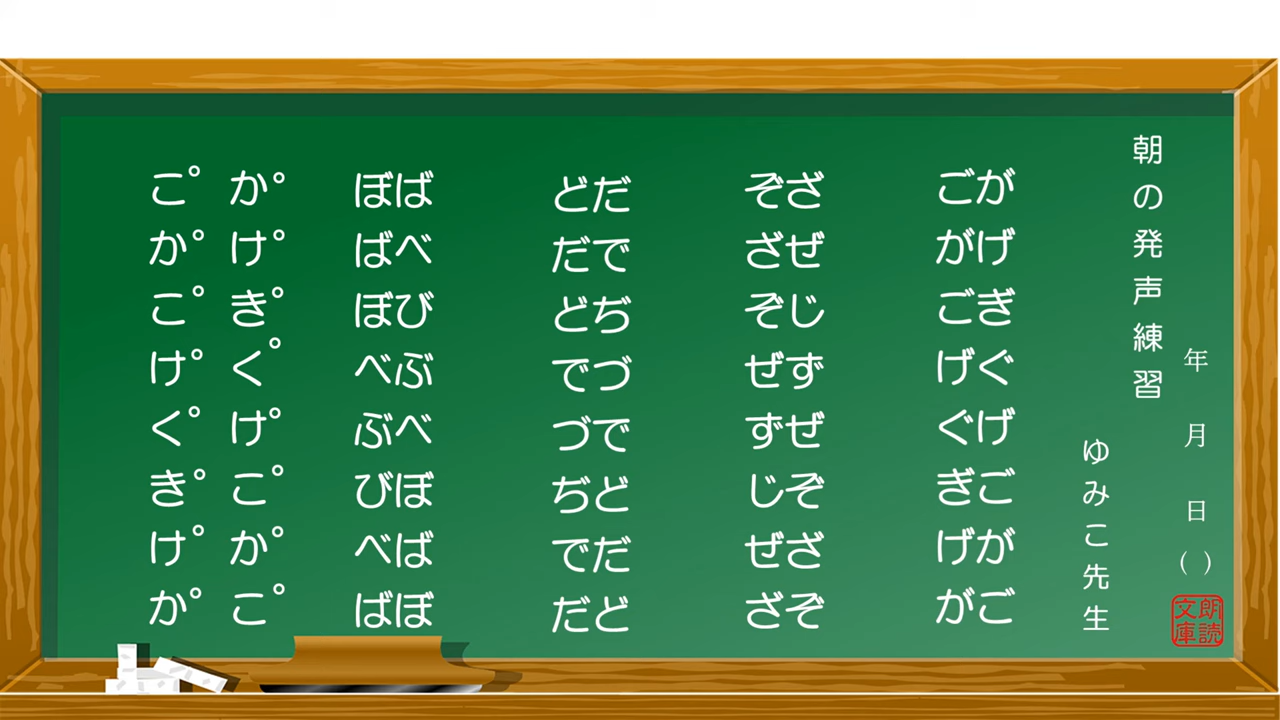 年 月 日 ( )
朗読
文庫
朝の発声練習
ゆみこ先生
がげぎぐげごがご
ごがごげぐぎげが
ざぜじずぜぞざぞ
ぞざぞぜずじぜざ
だでぢづでどだど
どだどでづぢでだ
ばべびぶべぼばぼ
ぼばぼべぶびべば
か゜け゜き゜く゜け゜こ゜か゜こ゜
こ゜か゜こ゜け゜く゜き゜け゜か゜